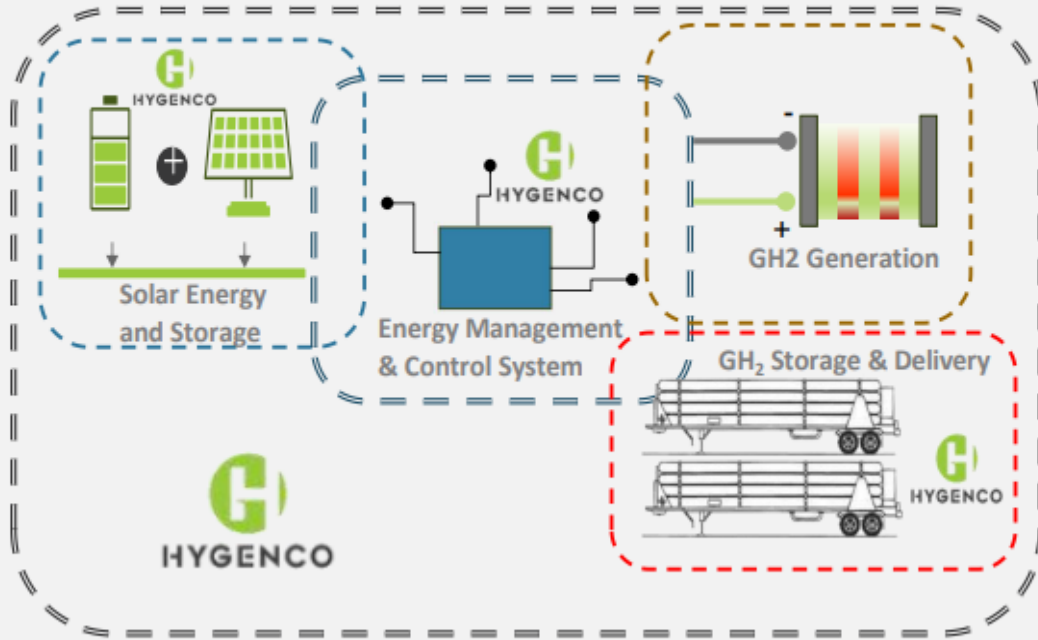 HYGENCO
+
Solar Energy
and Storage
HYGENCO
Energy Management
& Control System
-
+
GH2 Generation
GH₂ Storage & Delivery
HYGENCO
HYGENCO